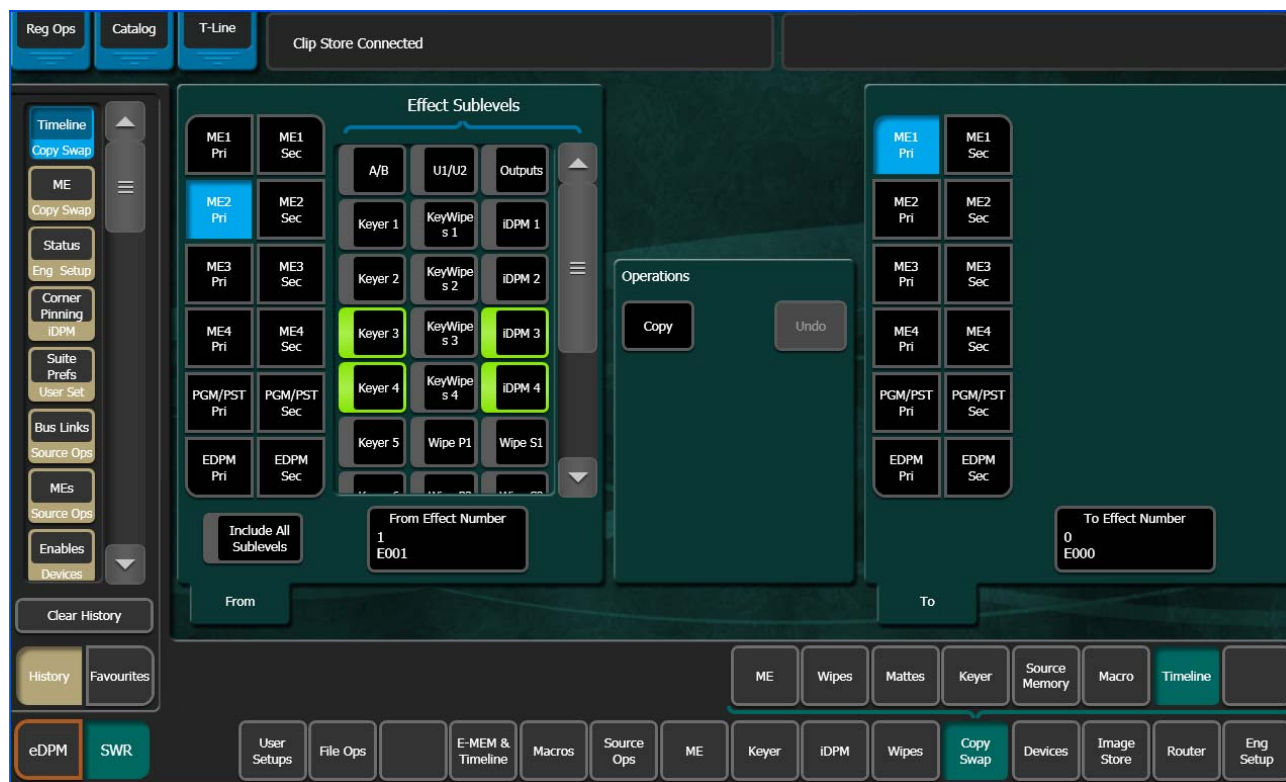 Reg Ops
Catalog
T-Line
Clip Store Connected
Timeline
Copy Swap
ME
Copy Swap
Status
Eng Setup
Corner
Pinning
iDPM
Suite
Prefs
User Set
Bus Links
Source Ops
MEs
Source Ops
Enables
Devices
Clear History
History
Favourites
eDPM
SWR
Effect Sublevels
ME1
Pri
ME1
Sec
ME2
Pri
ME2
Sec
ME3
Pri
ME3
Sec
ME4
Pri
ME4
Sec
PGM/PST
Pri
PGM/PST
Sec
EDPM
Pri
EDPM
Sec
A/B
U1/U2
Outputs
Keyer 1
KeyWipe
s 1
iDPM 1
Keyer 2
KeyWipe
s 2
iDPM 2
Keyer 3
KeyWipe
s 3
iDPM 3
Keyer 4
KeyWipe
s 4
iDPM 4
Keyer 5
Wipe P1
Wipe S1
Include All
Sublevels
From Effect Number
1
E001
From
Operations
Copy
Undo
ME1
Pri
ME1
Sec
ME2
Pri
ME2
Sec
ME3
Pri
ME3
Sec
ME4
Pri
ME4
Sec
PGM/PST
Pri
PGM/PST
Sec
EDPM
Pri
EDPM
Sec
To Effect Number
0
E000
To
ME
Wipes
Mattes
Keyer
Source
Memory
Macro
Timeline
User
Setups
File Ops
E-MEM &
Timeline
Macros
Source
Ops
ME
Keyer
iDPM
Wipes
Copy
Swap
Devices
Image
Store
Router
Eng
Setup